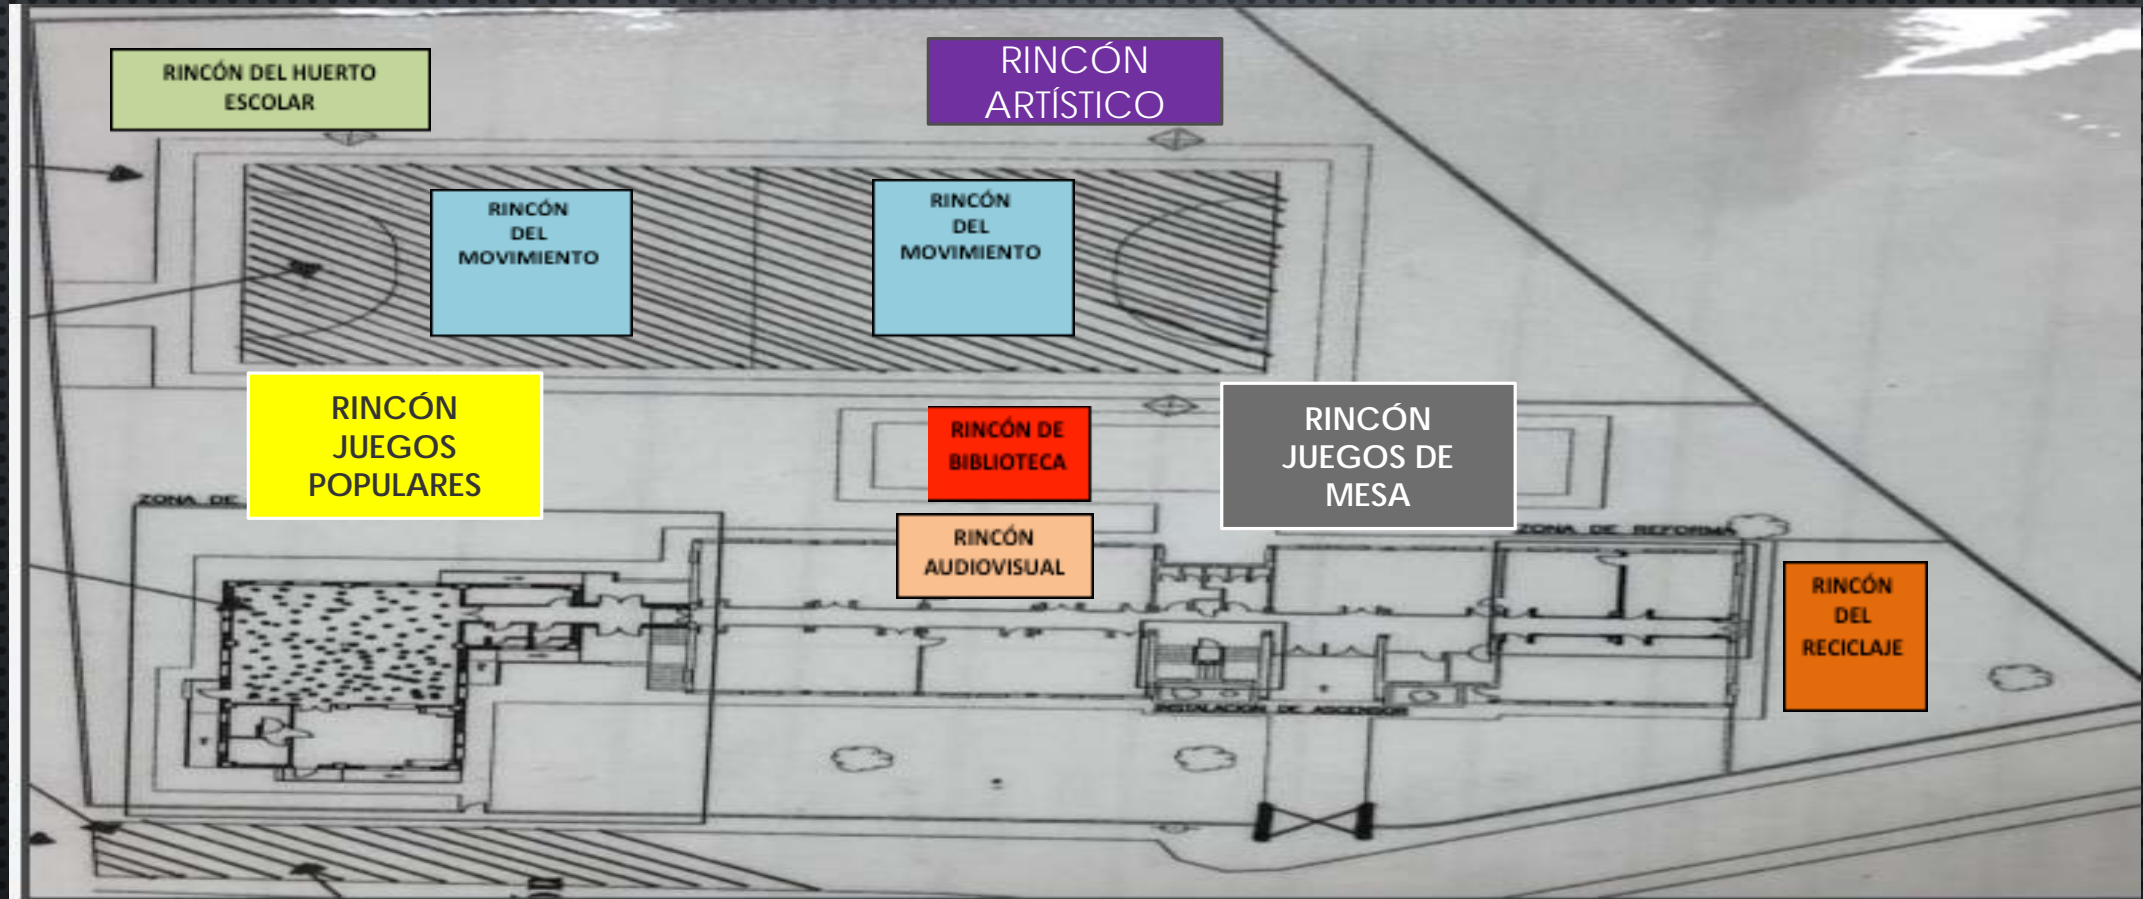 RINCÓN DEL HUERTO
ESCOLAR
RINCÓN
ARTÍSTICO
RINCÓN
DEL
MOVIMIENTO
RINCÓN
DEL
MOVIMIENTO
RINCÓN
JUEGOS
POPULARES
RINCÓN DE
BIBLIOTECA
RINCÓN
JUEGOS DE
MESA
ZONA DE
RINCÓN
AUDIOVISUAL
ZONA DE REFORMA
RINCÓN
DEL
RECICLAJE
INSTALACION DE ASCENSOR